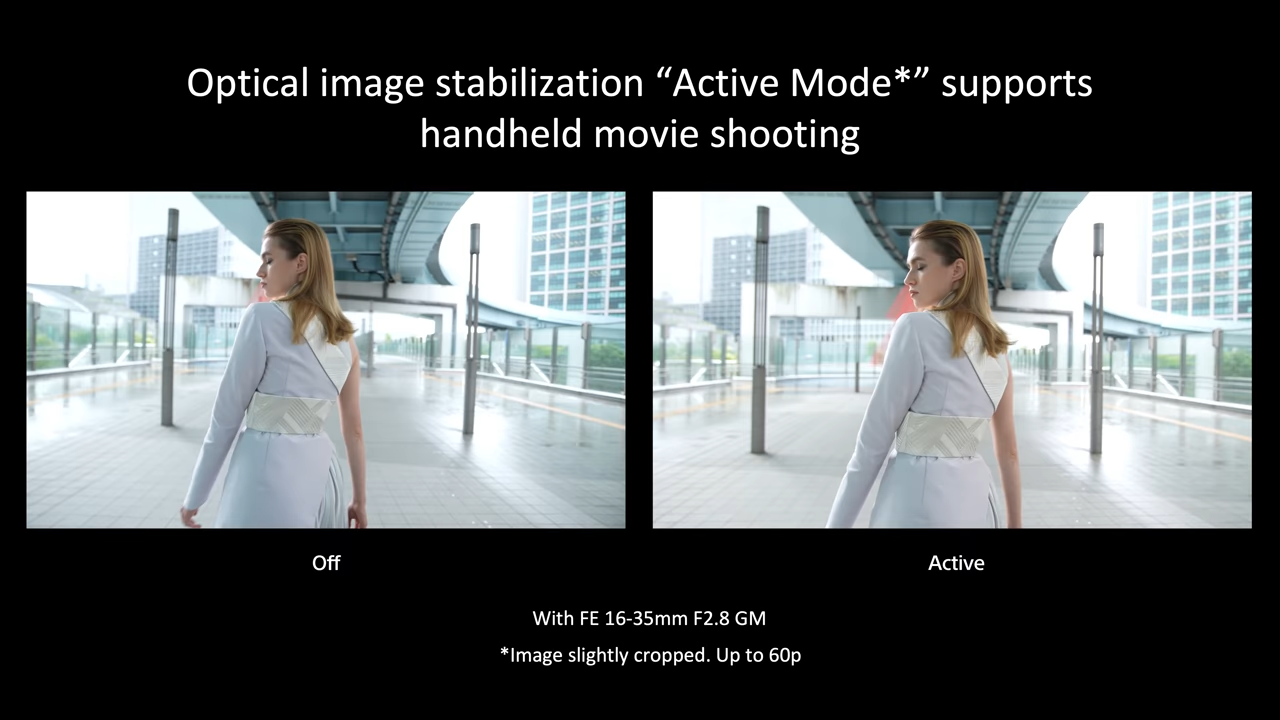 Optical image stabilization “Active Mode*” supports
handheld movie shooting
Off
Active
With FE 16-35mm F2.8 GM
*Image slightly cropped. Up to 60p